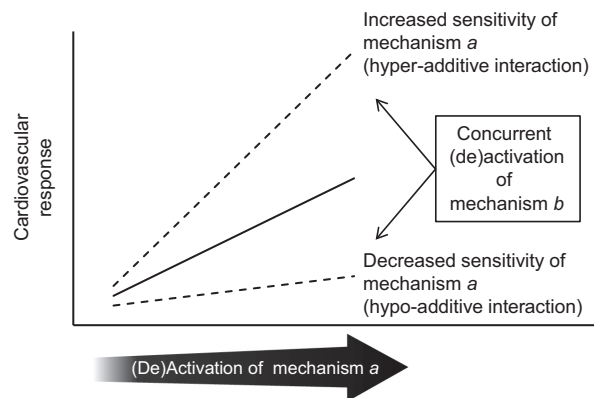 Increased sensitivity of
mechanism a
(hyper-additive interaction)
Cardiovascular
response
Concurrent
(de)activation
of
mechanism b
Decreased sensitivity of
mechanism a
(hypo-additive interaction)
(De)Activation of mechanism a